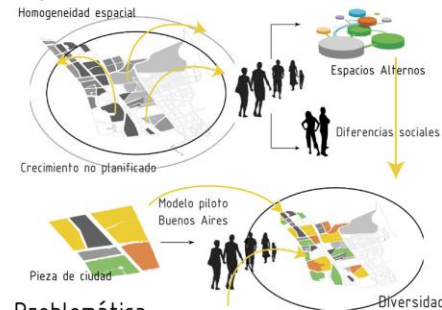 Homogeneidad espacial
Espacios Alternos
Diferencias sociales
Crecimiento no planificado
Modelo piloto
Buenos Aires
Pieza de ciudad
Diversidad
Problemática